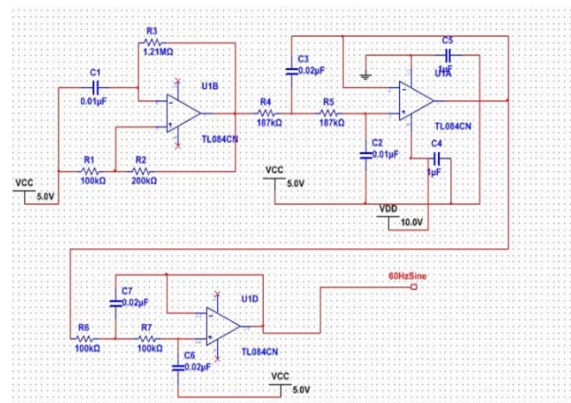 R3
1.21MΩ
C1
0.01µF
U1B
TL084CN
R1
100kΩ
R2
200kΩ
VCC
5.0V
C3
0.02µF
R4
187kΩ
R5
187kΩ
C5
1µF
U1A
TL084CN
C2
0.01µF
C4
1µF
VCC
5.0V
VDD
10.0V
60HzSine
C7
0.02µF
U1D
TL084CN
R6
100kΩ
R7
100kΩ
C6
0.02µF
VCC
5.0V